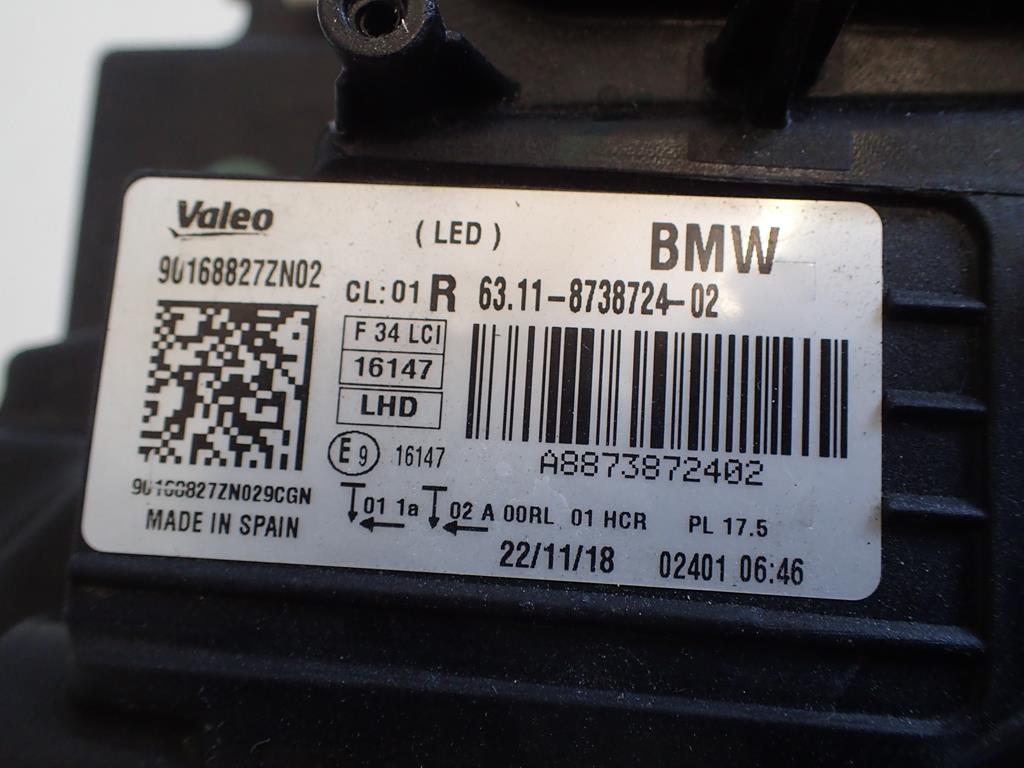 Valeo
( LED )
BMW
90168827ZN02
CL: 01 R 63.11-8738724-02
F 34 LCI
16147
LHD
E 9 16147
A8873872402
90168827ZN029CGN
01 1a 02 A 00RL 01 HCR PL 17.5
MADE IN SPAIN
22/11/18 02401 06:46